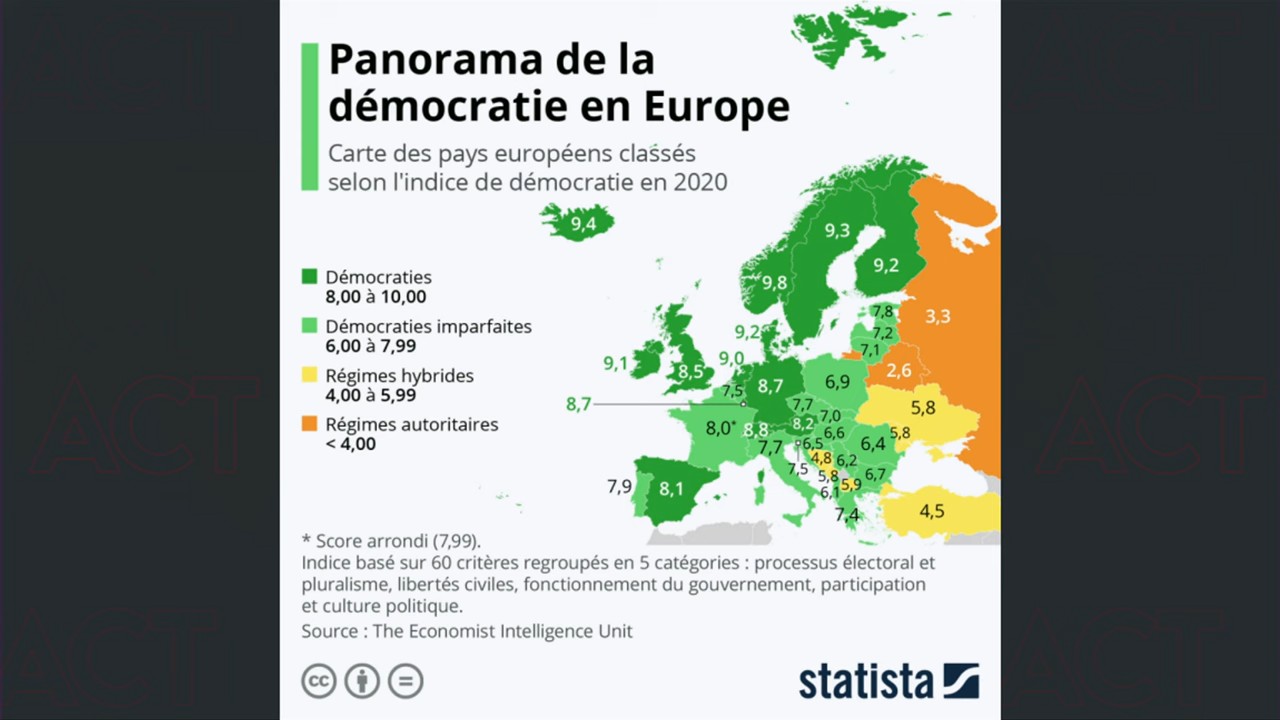 Panorama de la
démocratie en Europe
Carte des pays européens classés
selon l'indice de démocratie en 2020
9,4
9,3
9,2
9,8
Démocraties
8,00 à 10,00
Démocraties imparfaites
6,00 à 7,99
Régimes hybrides
4,00 à 5,99
Régimes autoritaires
< 4,00
7,8
3,3
9,2
7,2
7,1
9,1
9,0
8,5
2,6
8,7
6,9
7,5
8,7
7,7
5,8
7,0
8,0*
8,8
8,2
6,6
5,8
7,7
6,5
6,4
4,8
6,2
7,5
5,8
6,7
7,9
8,1
5,9
6,1
7,4
4,5
* Score arrondi (7,99).
Indice basé sur 60 critères regroupés en 5 catégories : processus électoral et
pluralisme, libertés civiles, fonctionnement du gouvernement, participation
et culture politique.
Source : The Economist Intelligence Unit
cc
=
statista
ACT
ACT
ACT
ACT
ACT
ACT